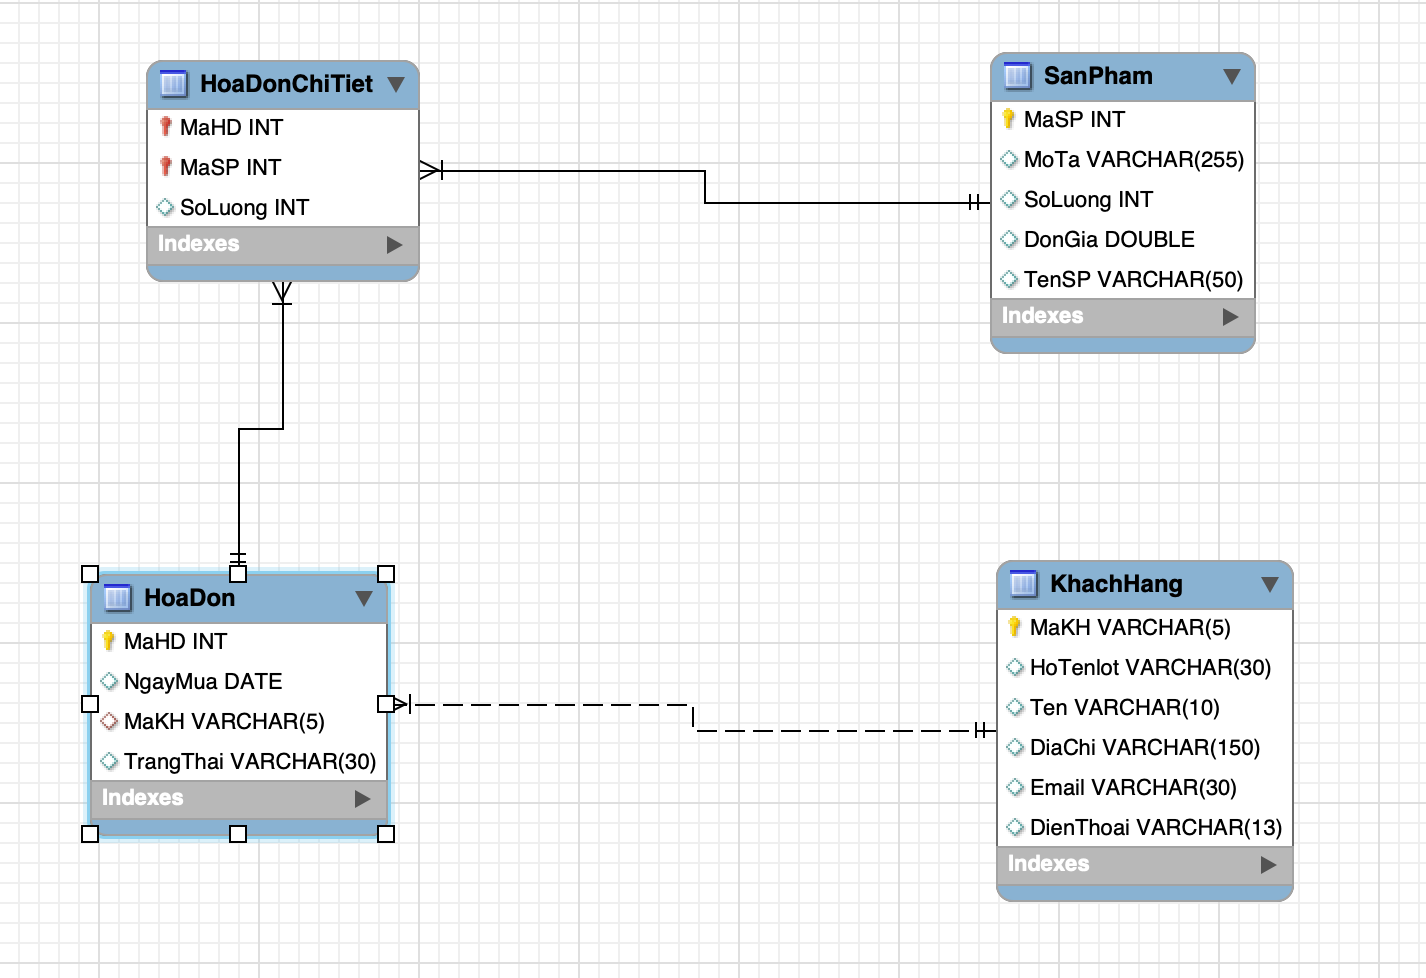 HoaDonChiTiet
MaHD INT
MaSP INT
SoLuong INT
Indexes
SanPham
MaSP INT
MoTa VARCHAR(255)
SoLuong INT
DonGia DOUBLE
TenSP VARCHAR(50)
Indexes
HoaDon
MaHD INT
NgayMua DATE
MaKH VARCHAR(5)
TrangThai VARCHAR(30)
Indexes
KhachHang
MaKH VARCHAR(5)
HoTenlot VARCHAR(30)
Ten VARCHAR(10)
DiaChi VARCHAR(150)
Email VARCHAR(30)
DienThoai VARCHAR(13)
Indexes